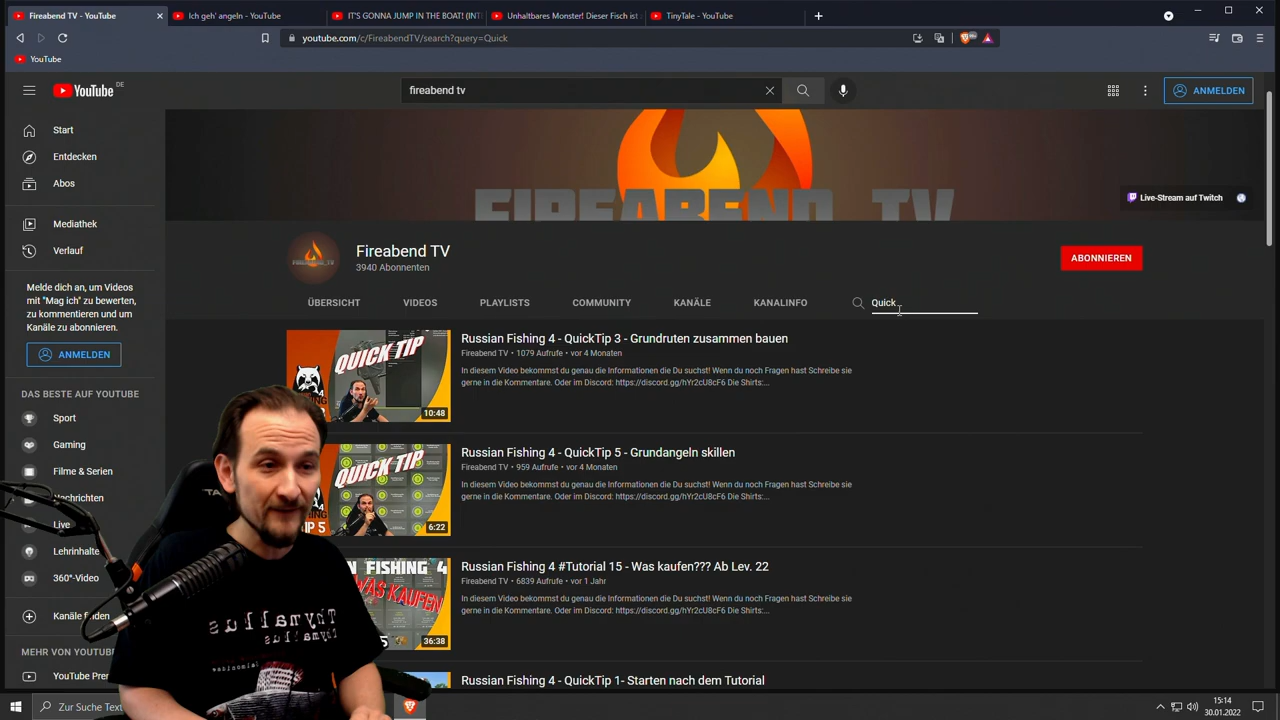 Fireabend TV - YouTube
Ich geh' angeln - YouTube
IT'S GONNA JUMP IN THE BOAT! (INT
Unhaltbares Monster! Dieser Fisch ist
TinyTale - YouTube
youtube.com/c/FireabendTV/search?query=Quick
YouTube
YouTube DE
fireabend tv
ANMELDEN
Start
Entdecken
Abos
Mediathek
Verlauf
Melde dich an, um Videos
mit "Mag ich" zu bewerten,
zu kommentieren und um
Kanäle zu abonnieren.
ANMELDEN
DAS BESTE AUF YOUTUBE
Sport
Gaming
Filme & Serien
Nachrichten
Live
Lehrinhalte
360°-Video
Kanäle finden
MEHR VON YOUTUBE
YouTube Pre
FIREABEND TV
Live-Stream auf Twitch
Fireabend TV
3940 Abonnenten
ABONNIEREN
ÜBERSICHT
VIDEOS
PLAYLISTS
COMMUNITY
KANÄLE
KANALINFO
Quick
QUICK TIP
10:48
Russian Fishing 4 - QuickTip 3 - Grundruten zusammen bauen
Fireabend TV • 1079 Aufrufe • vor 4 Monaten
In diesem Video bekommst du genau die Informationen die Du suchst! Wenn du noch Fragen hast Schreibe sie
gerne in die Kommentare. Oder im Discord: https://discord.gg/hYr2cU8cF6 Die Shirts:...
QUICK TIP
IP 5
6:22
Russian Fishing 4 - QuickTip 5 - Grundangeln skillen
Fireabend TV • 959 Aufrufe • vor 4 Monaten
In diesem Video bekommst du genau die Informationen die Du suchst! Wenn du noch Fragen hast Schreibe sie
gerne in die Kommentare. Oder im Discord: https://discord.gg/hYr2cU8cF6 Die Shirts:...
N FISHING 4
WAS KAUFEN
36:38
Russian Fishing 4 #Tutorial 15 - Was kaufen??? Ab Lev. 22
Fireabend TV • 6839 Aufrufe • vor 1 Jahr
In diesem Video bekommst du genau die Informationen die Du suchst! Wenn du noch Fragen hast Schreibe sie
gerne in die Kommentare. Oder im Discord: https://discord.gg/hYr2cU8cF6 Die Shirts:...
Russian Fishing 4 - QuickTip 1- Starten nach dem Tutorial
Zur Suche Text
15:14
30.01.2022